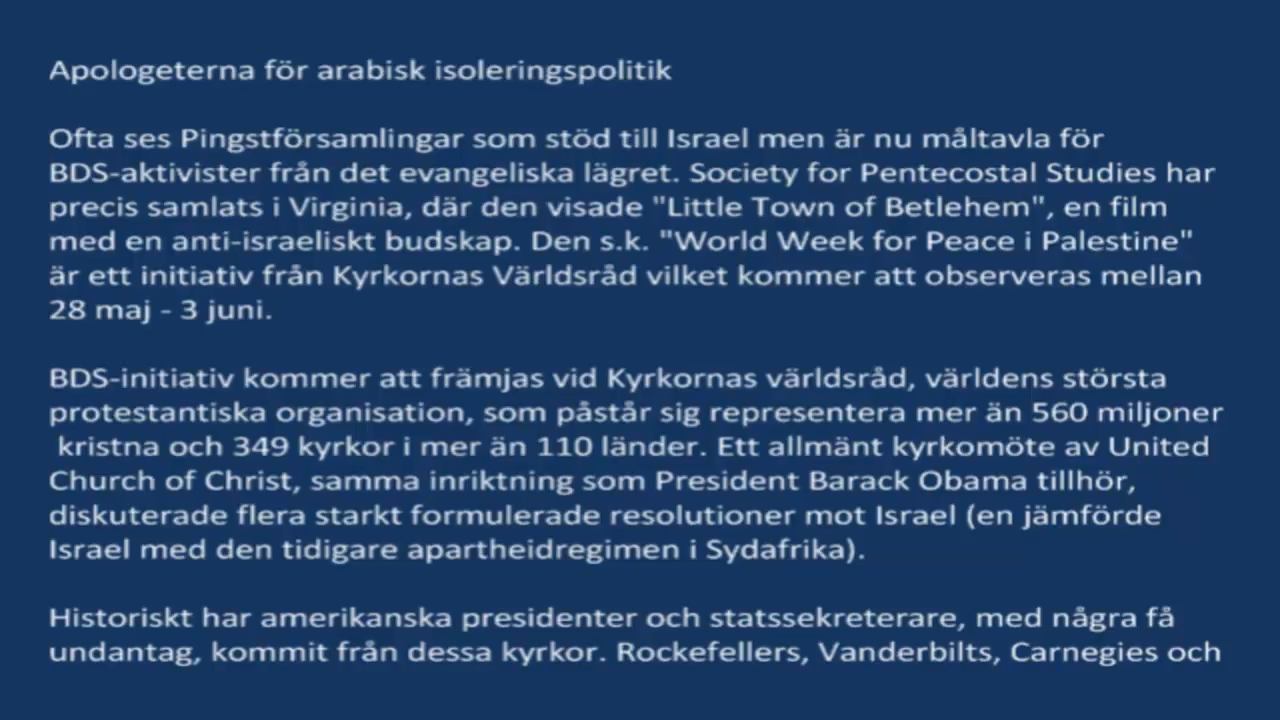 Apologeterna för arabisk isoleringspolitik
Ofta ses Pingstförsamlingar som stöd till Israel men är nu måltavla för
BDS-aktivister från det evangeliska lägret. Society for Pentecostal Studies har
precis samlats i Virginia, där den visade "Little Town of Betlehem", en film
med en anti-israeliskt budskap. Den s.k. "World Week for Peace i Palestine"
är ett initiativ från Kyrkornas Världsråd vilket kommer att observeras mellan
28 maj - 3 juni.
BDS-initiativ kommer att främjas vid Kyrkornas världsråd, världens största
protestantiska organisation, som påstår sig representera mer än 560 miljoner
kristna och 349 kyrkor i mer än 110 länder. Ett allmänt kyrkomöte av United
Church of Christ, samma inriktning som President Barack Obama tillhör,
diskuterade flera starkt formulerade resolutioner mot Israel (en jämförde
Israel med den tidigare apartheidregimen i Sydafrika).
Historiskt har amerikanska presidenter och statssekreterare, med några få
undantag, kommit från dessa kyrkor. Rockefellers, Vanderbilts, Carnegies och